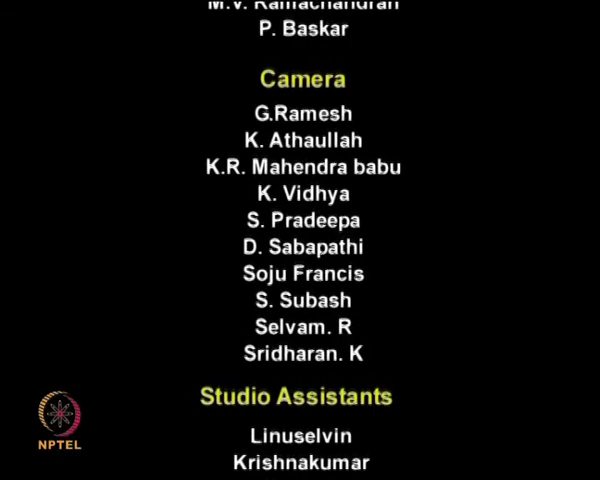 M.V. Ramachandran
P. Baskar
Camera
G.Ramesh
K. Athaullah
K.R. Mahendra babu
K. Vidhya
S. Pradeepa
D. Sabapathi
Soju Francis
S. Subash
Selvam. R
Sridharan. K
Studio Assistants
Linuselvin
Krishnakumar
NPTEL